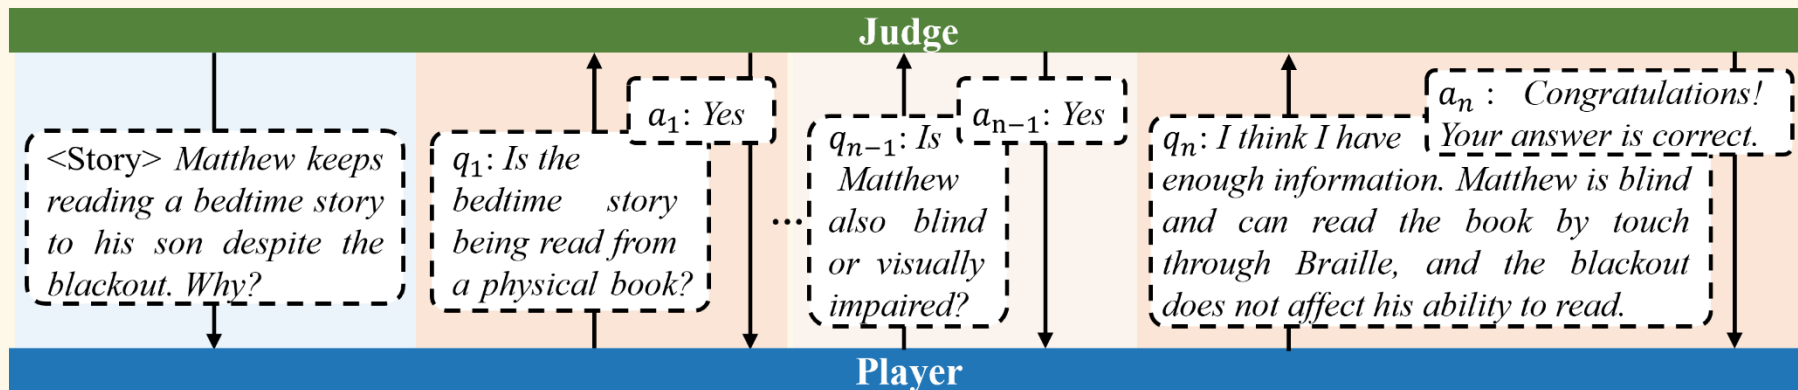 Judge
<Story> Matthew keeps
reading a bedtime story
to his son despite the
blackout. Why?
q₁: Is the
bedtime story
being read from
a physical book?
a₁: Yes
...
qₙ₋₁: Is
Matthew
also blind
or visually
impaired?
aₙ₋₁: Yes
qₙ: I think I have
enough information. Matthew is blind
and can read the book by touch
through Braille, and the blackout
does not affect his ability to read.
aₙ : Congratulations!
Your answer is correct.
Player